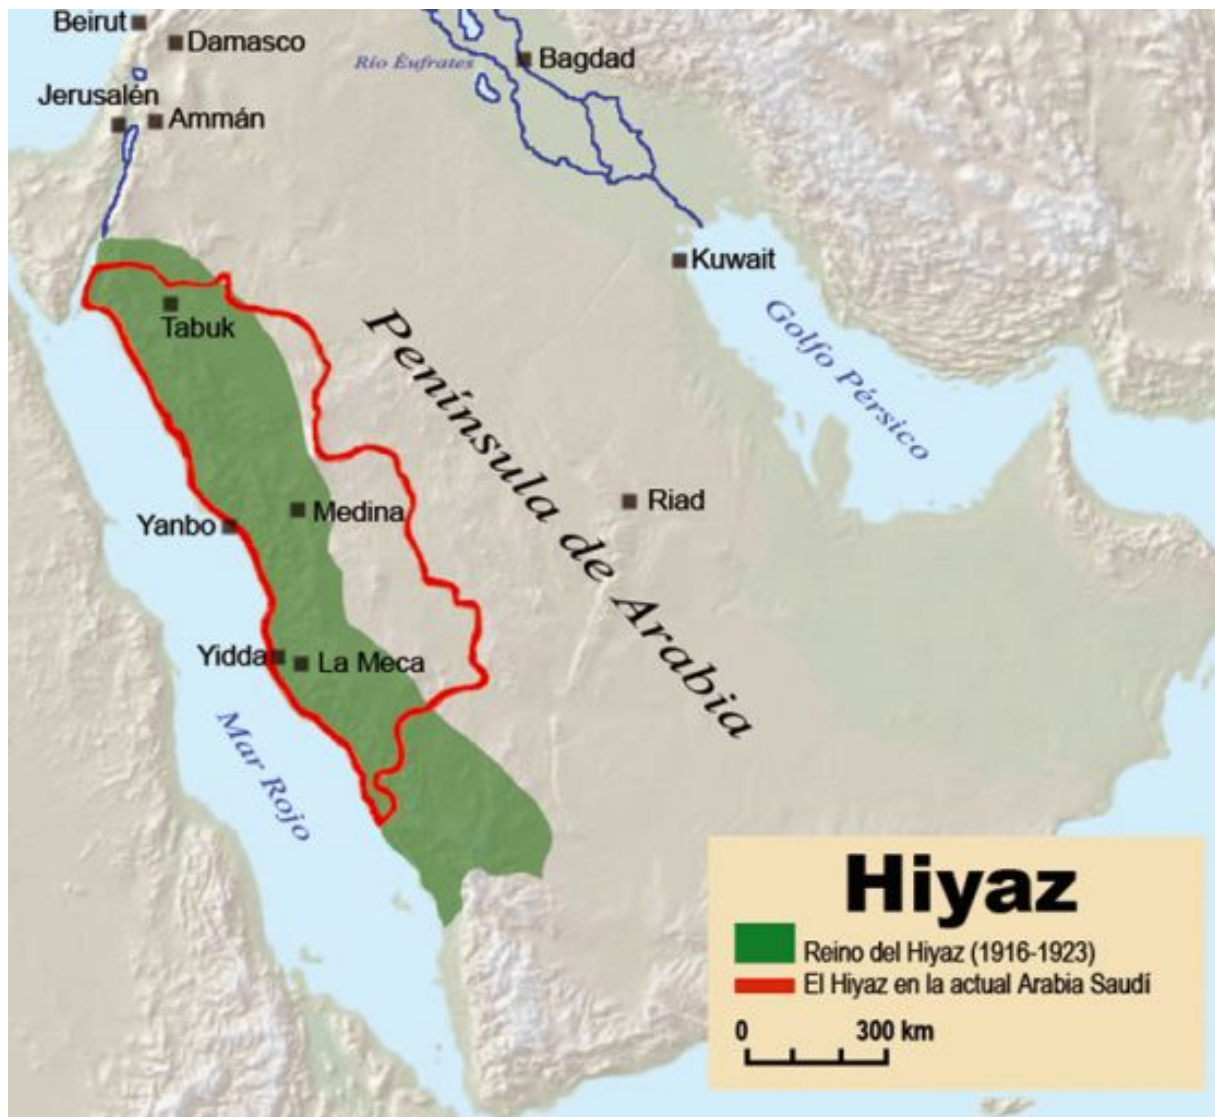 Beirut
Damasco
Río Éufrates
Bagdad
Jerusalén
Ammán
Kuwait
Golfo Pérsico
Tabuk
Península de Arabia
Riad
Medina
Yanbo
Yidda
La Meca
Mar Rojo
Hiyaz
Reino del Hiyaz (1916-1923)
El Hiyaz en la actual Arabia Saudí
0 300 km